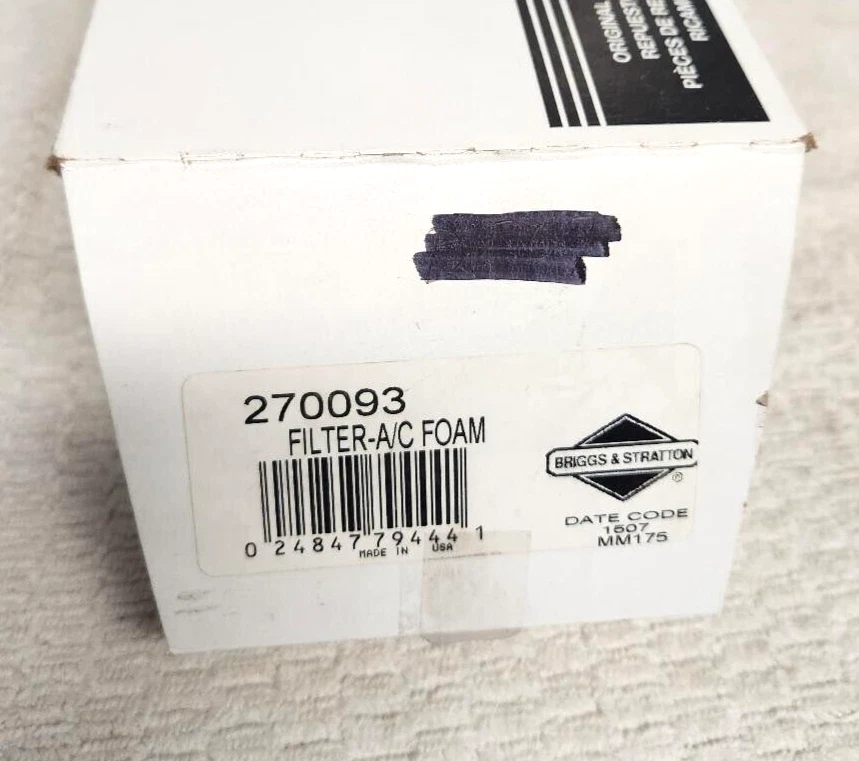 ORIGINAL
REPUEST
PIÈCES DE RE
RICAM
270093
FILTER-A/C FOAM
0 24847 79444 1
MADE IN USA
BRIGGS & STRATTON
®
DATE CODE
1507
MM175